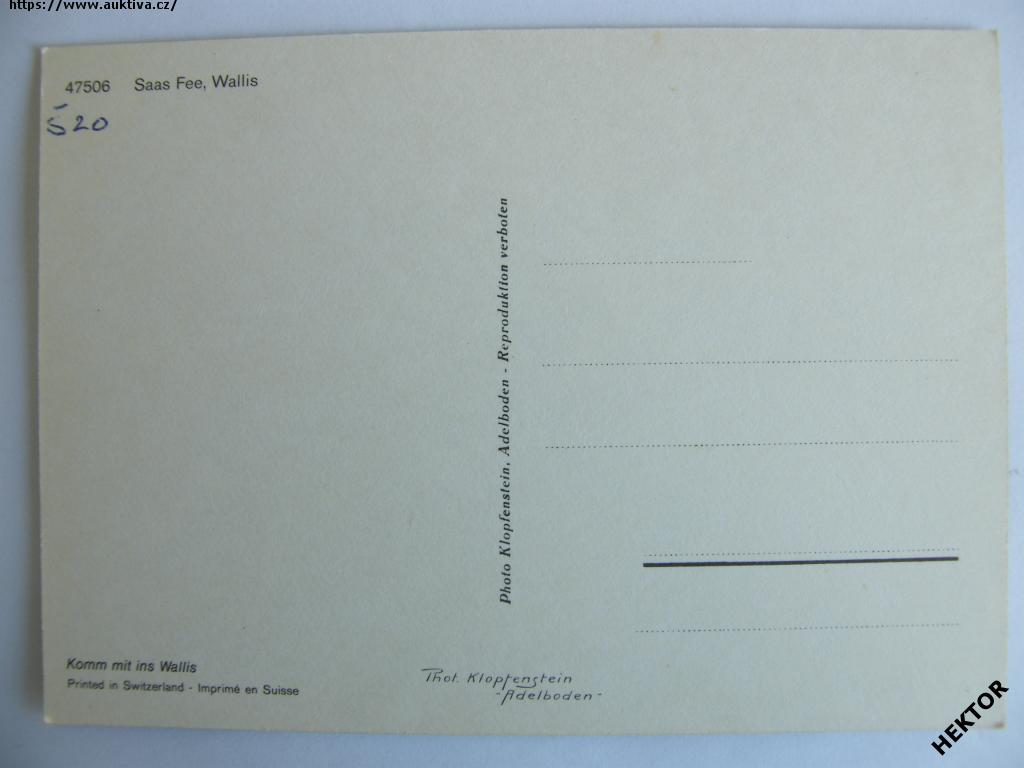 https://www.auktiva.cz/
47506 Saas Fee, Wallis
520
Photo Klopfenstein, Adelboden - Reproduktion verboten
Komm mit ins Wallis
Printed in Switzerland - Imprimé en Suisse
Phot. Klopfenstein
- Adelboden -
HEKTOR